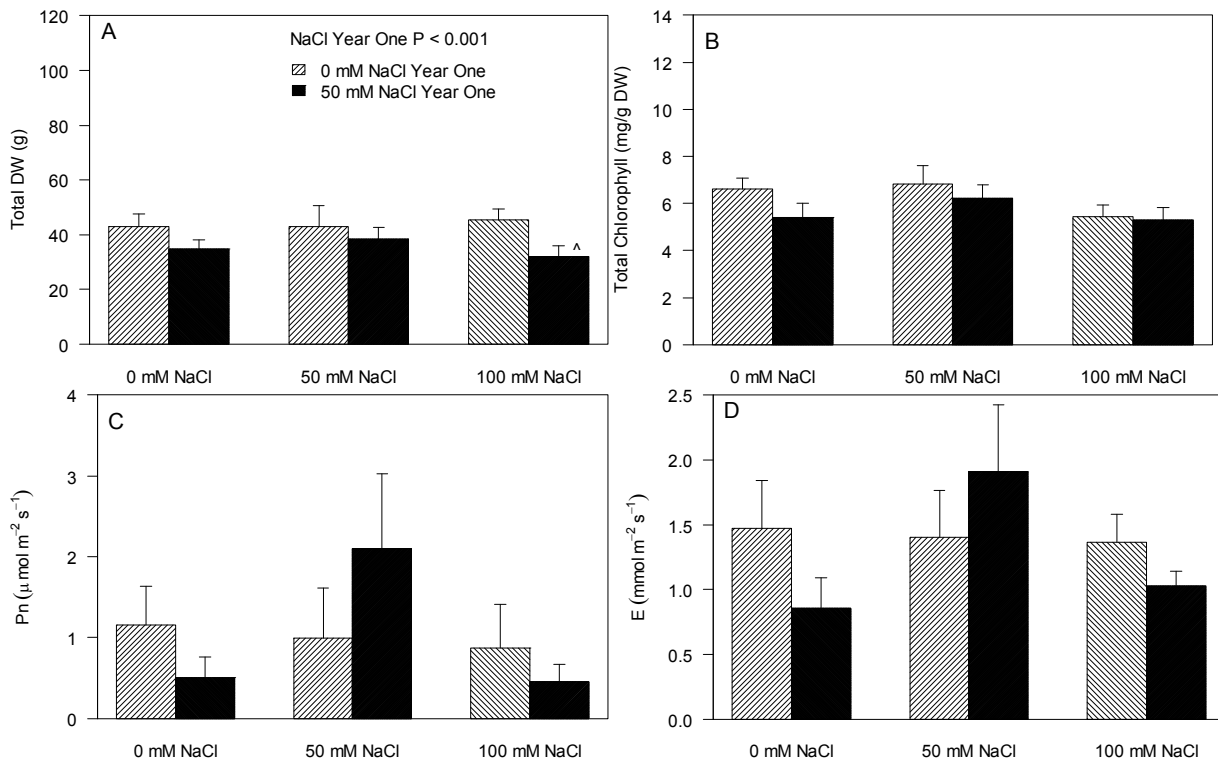 A
NaCl Year One P < 0.001
0 mM NaCl Year One
50 mM NaCl Year One
120
100
80
60
40
20
0
Total DW (g)
^
0 mM NaCl
50 mM NaCl
100 mM NaCl
B
14
12
10
8
6
4
2
0
Total Chlorophyll (mg/g DW)
0 mM NaCl
50 mM NaCl
100 mM NaCl
C
4
3
2
1
0
Pn (μ mol m⁻² s⁻¹)
0 mM NaCl
50 mM NaCl
100 mM NaCl
D
2.5
2.0
1.5
1.0
0.5
0.0
E (mmol m⁻² s⁻¹)
0 mM NaCl
50 mM NaCl
100 mM NaCl